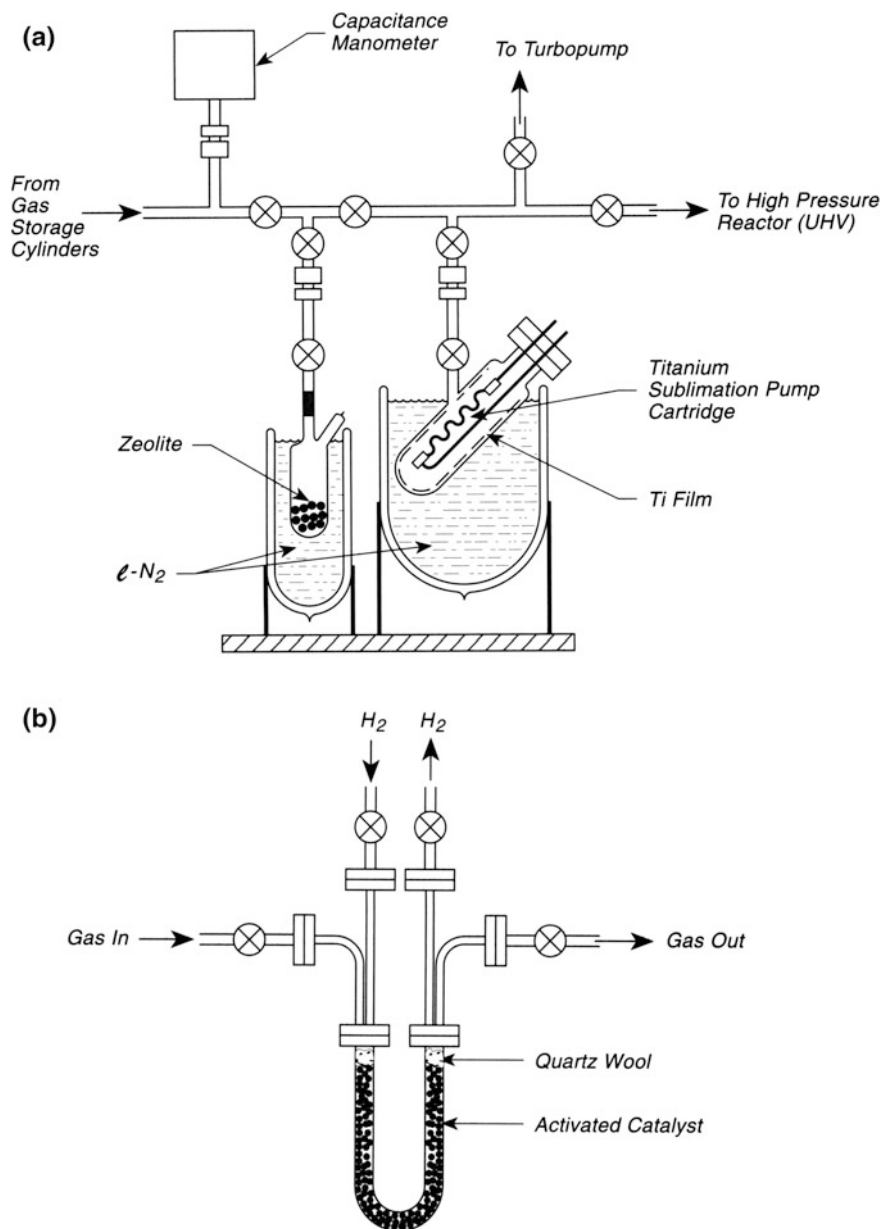 (a)
Capacitance
Manometer
To Turbopump
From
Gas
Storage
Cylinders
To High Pressure
Reactor (UHV)
Titanium
Sublimation Pump
Cartridge
Zeolite
Ti Film
ℓ-N₂
(b)
H₂
H₂
Gas In
Gas Out
Quartz Wool
Activated Catalyst